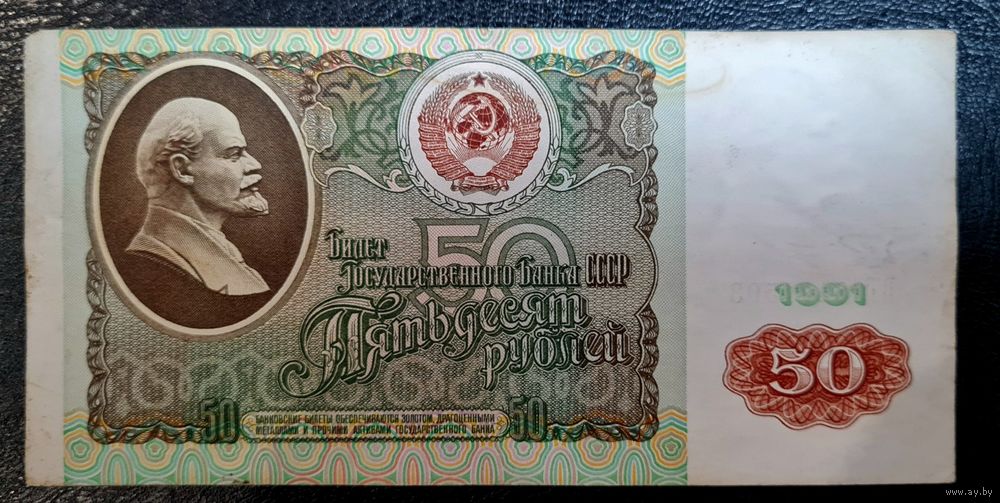 Билет
Государственного Банка СССР
50
Пятьдесят
рублей
1991
50
50
БАНКОВСКИЕ БИЛЕТЫ ОБЕСПЕЧИВАЮТСЯ ЗОЛОТОМ, ДРАГОЦЕННЫМИ
МЕТАЛЛАМИ И ПРОЧИМИ АКТИВАМИ ГОСУДАРСТВЕННОГО БАНКА
50
www.ay.by